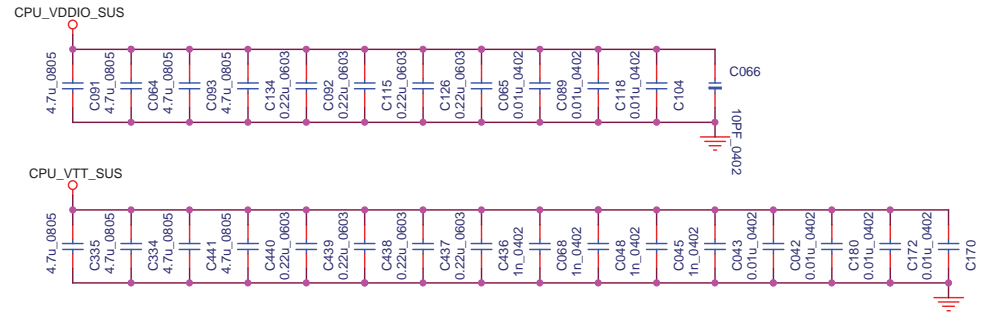 CPU_VDDIO_SUS
4.7u_0805
C091
4.7u_0805
C064
4.7u_0805
C093
4.7u_0805
C134
0.22u_0603
C092
0.22u_0603
C115
0.22u_0603
C126
0.22u_0603
C065
0.01u_0402
C089
0.01u_0402
C118
0.01u_0402
C104
C066
10PF_0402
CPU_VTT_SUS
4.7u_0805
C335
4.7u_0805
C334
4.7u_0805
C441
4.7u_0805
C440
0.22u_0603
C439
0.22u_0603
C438
0.22u_0603
C437
0.22u_0603
C436
1n_0402
C068
1n_0402
C048
1n_0402
C045
1n_0402
C043
0.01u_0402
C042
0.01u_0402
C180
0.01u_0402
C172
0.01u_0402
C170